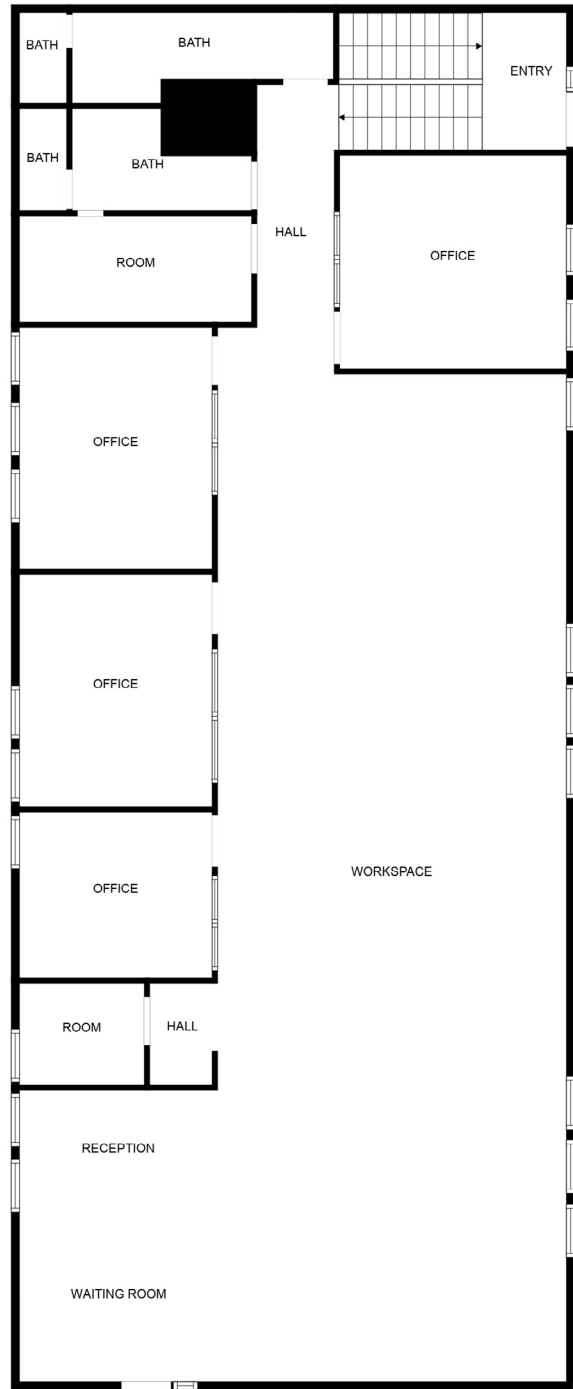 BATH
BATH
ENTRY
BATH
BATH
HALL
ROOM
OFFICE
OFFICE
OFFICE
WORKSPACE
OFFICE
ROOM
HALL
RECEPTION
WAITING ROOM